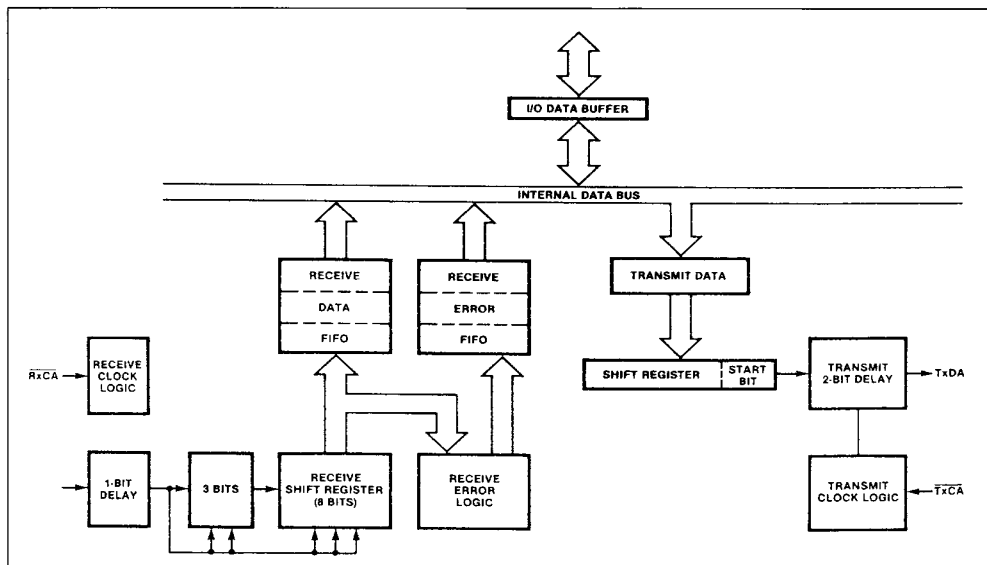 I/O DATA BUFFER
INTERNAL DATA BUS
RECEIVE
DATA
FIFO
RECEIVE
ERROR
FIFO
TRANSMIT DATA
RxCA
RECEIVE
CLOCK
LOGIC
SHIFT REGISTER
START
BIT
TRANSMIT
2-BIT DELAY
TxDA
1-BIT
DELAY
3 BITS
RECEIVE
SHIFT REGISTER
(8 BITS)
RECEIVE
ERROR
LOGIC
TRANSMIT
CLOCK LOGIC
TxCA